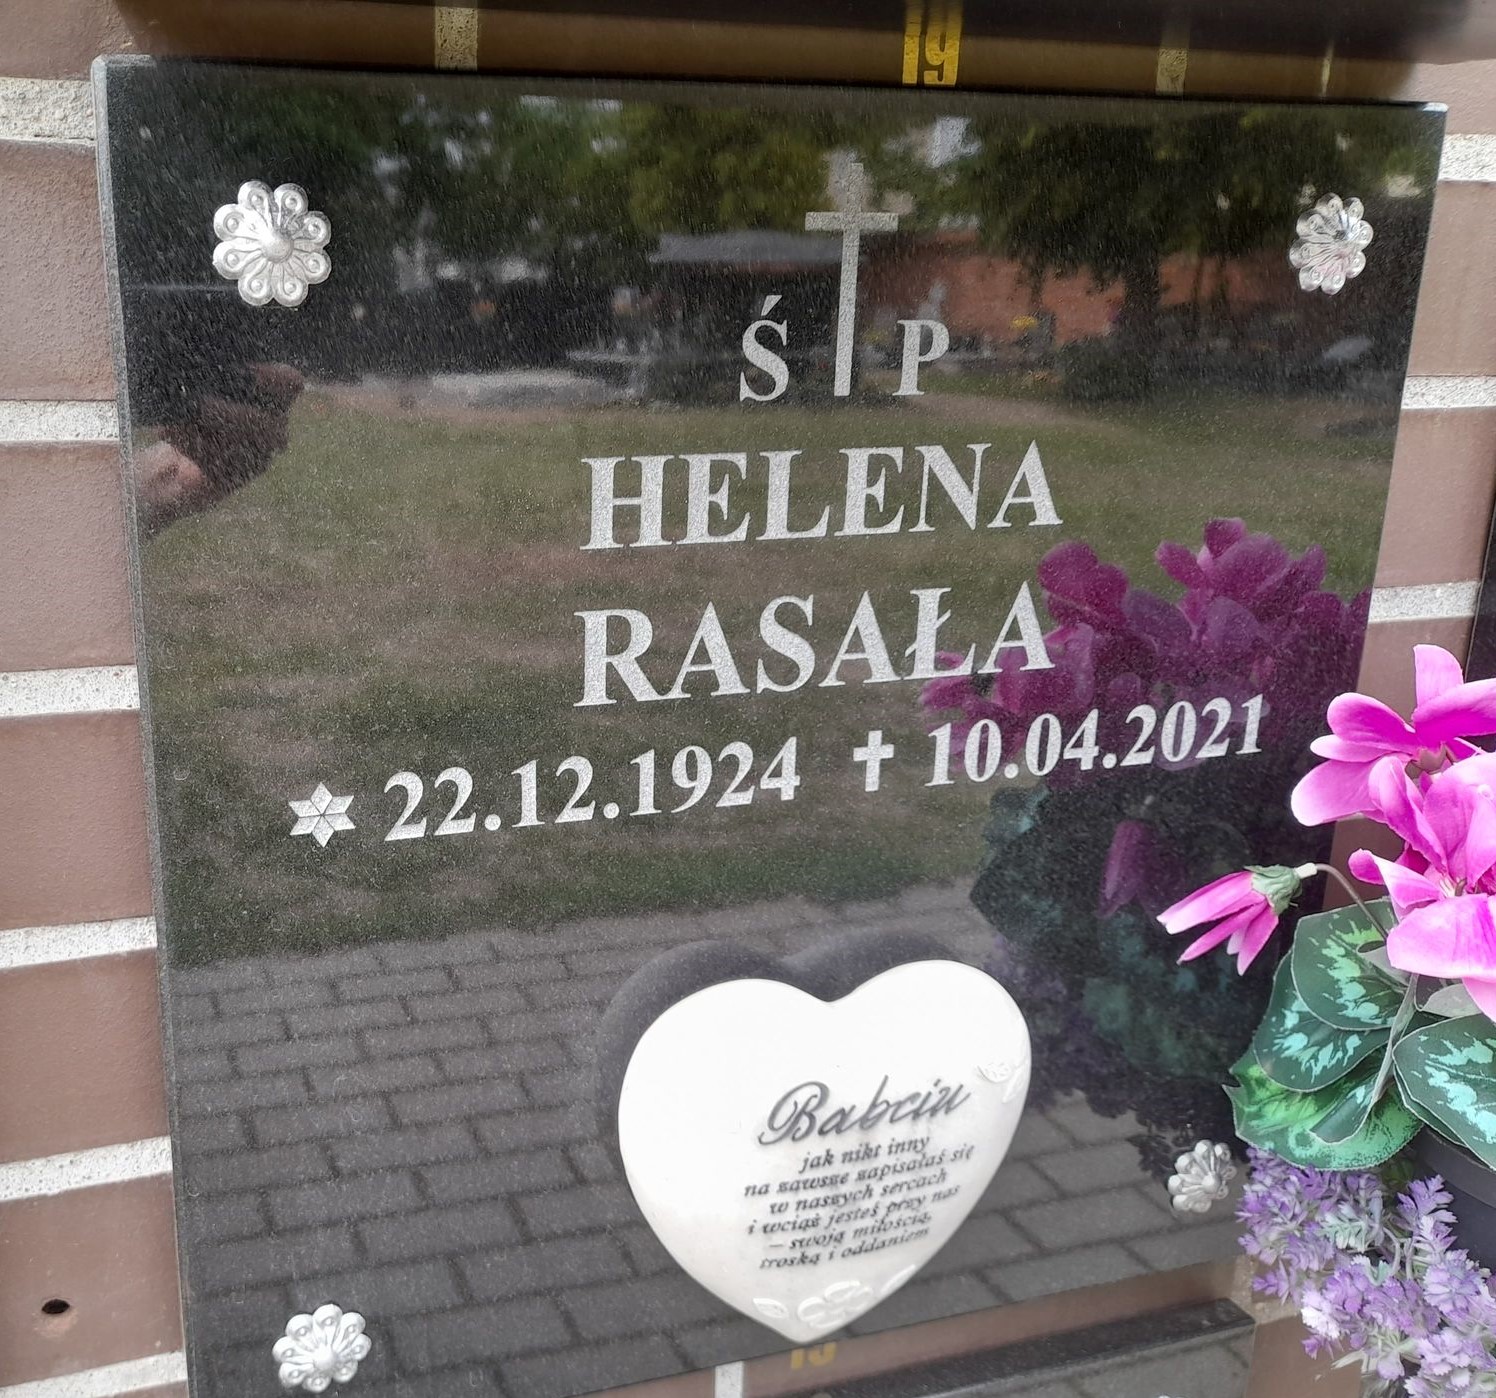 19
Ś P
HELENA
RASAŁA
22.12.1924 10.04.2021
Babciu
jak nikt inny
na zawsze zapisałaś się
w naszych sercach
i wciąż jesteś przy nas
– swoją miłością,
troską i oddaniem